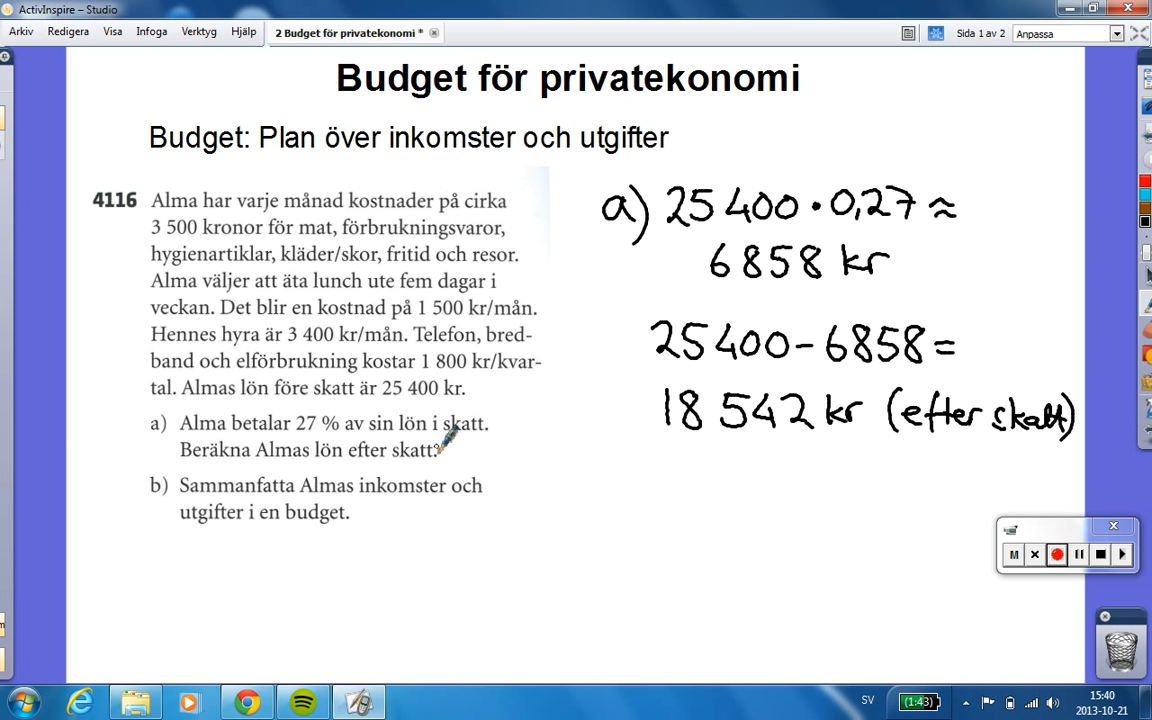 ActivInspire – Studio
Arkiv Redigera Visa Infoga Verktyg Hjälp 2 Budget för privatekonomi * Sida 1 av 2 Anpassa
Budget för privatekonomi
Budget: Plan över inkomster och utgifter
4116 Alma har varje månad kostnader på cirka
3 500 kronor för mat, förbrukningsvaror,
hygienartiklar, kläder/skor, fritid och resor.
Alma väljer att äta lunch ute fem dagar i
veckan. Det blir en kostnad på 1 500 kr/mån.
Hennes hyra är 3 400 kr/mån. Telefon, bred-
band och elförbrukning kostar 1 800 kr/kvar-
tal. Almas lön före skatt är 25 400 kr.
a) Alma betalar 27 % av sin lön i skatt.
Beräkna Almas lön efter skatt.
b) Sammanfatta Almas inkomster och
utgifter i en budget.
a) 25 400 · 0,27 ≈
6858 kr
25400 – 6858 =
18 542 kr (efter skatt)
M
SV (1:43) 15:40
2013-10-21